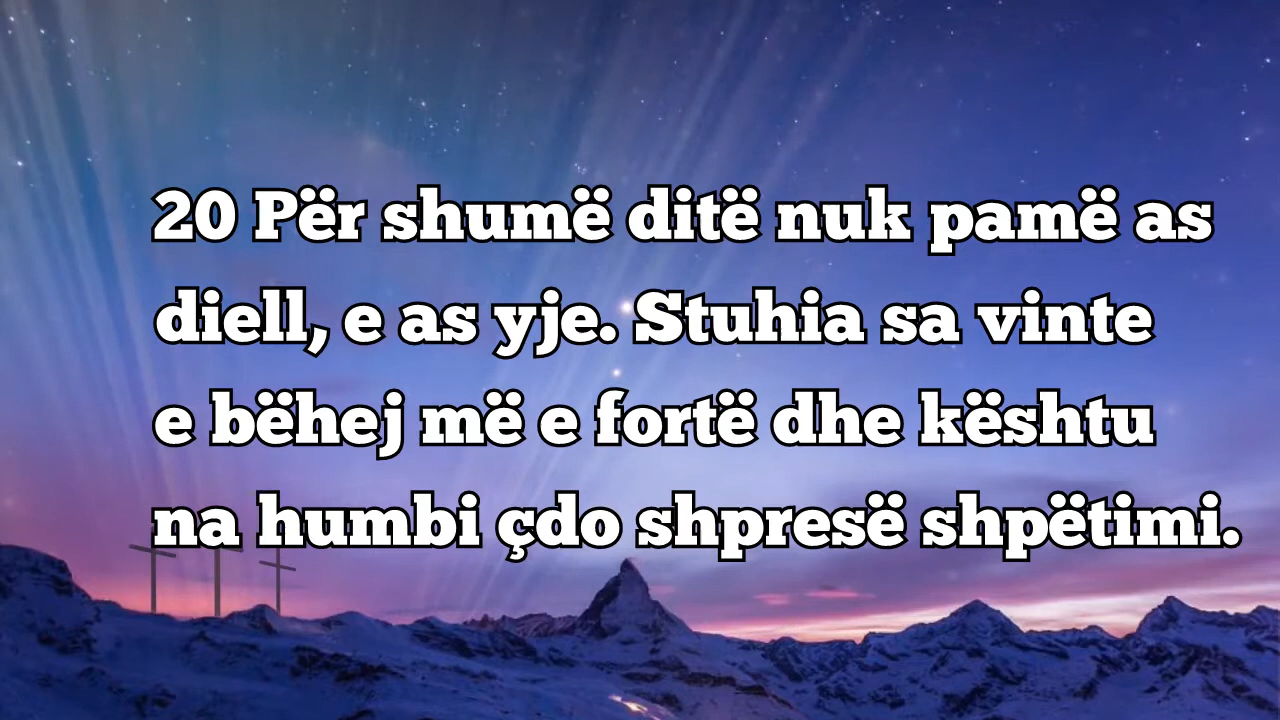 20 Për shumë ditë nuk pamë as
diell, e as yje. Stuhia sa vinte
e bëhej më e fortë dhe kështu
na humbi çdo shpresë shpëtimi.